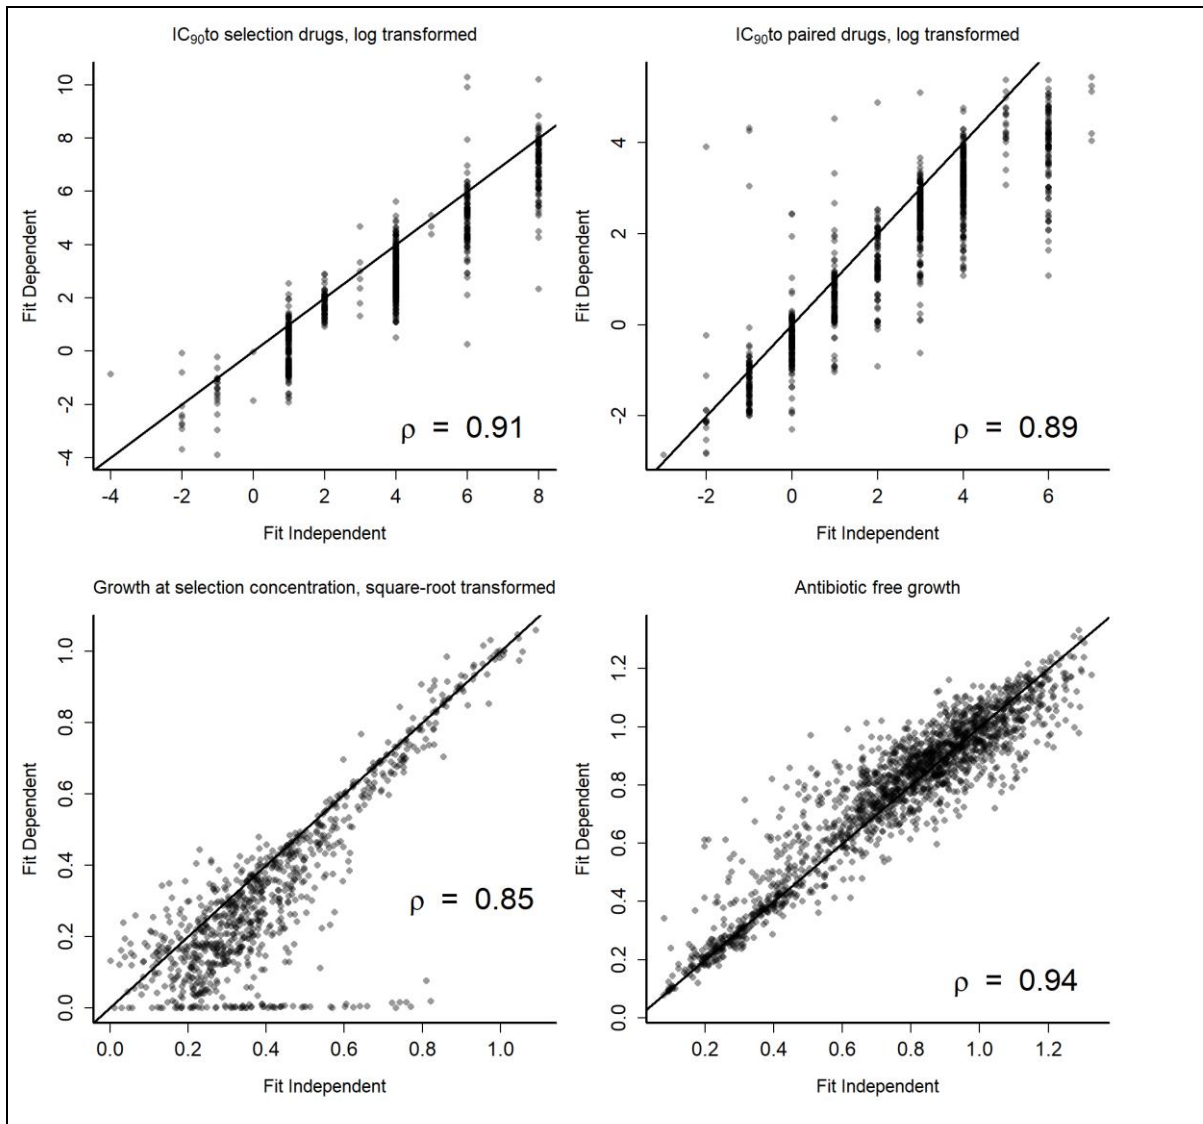 IC90to selection drugs, log transformed
10
8
6
4
2
0
-2
-4
Fit Dependent
ρ = 0.91
-4 -2 0 2 4 6 8
Fit Independent
IC90to paired drugs, log transformed
4
2
0
-2
Fit Dependent
ρ = 0.89
-2 0 2 4 6
Fit Independent
Growth at selection concentration, square-root transformed
1.0
0.8
0.6
0.4
0.2
0.0
Fit Dependent
ρ = 0.85
0.0 0.2 0.4 0.6 0.8 1.0
Fit Independent
Antibiotic free growth
1.2
1.0
0.8
0.6
0.4
0.2
0.0
Fit Dependent
ρ = 0.94
0.2 0.4 0.6 0.8 1.0 1.2
Fit Independent